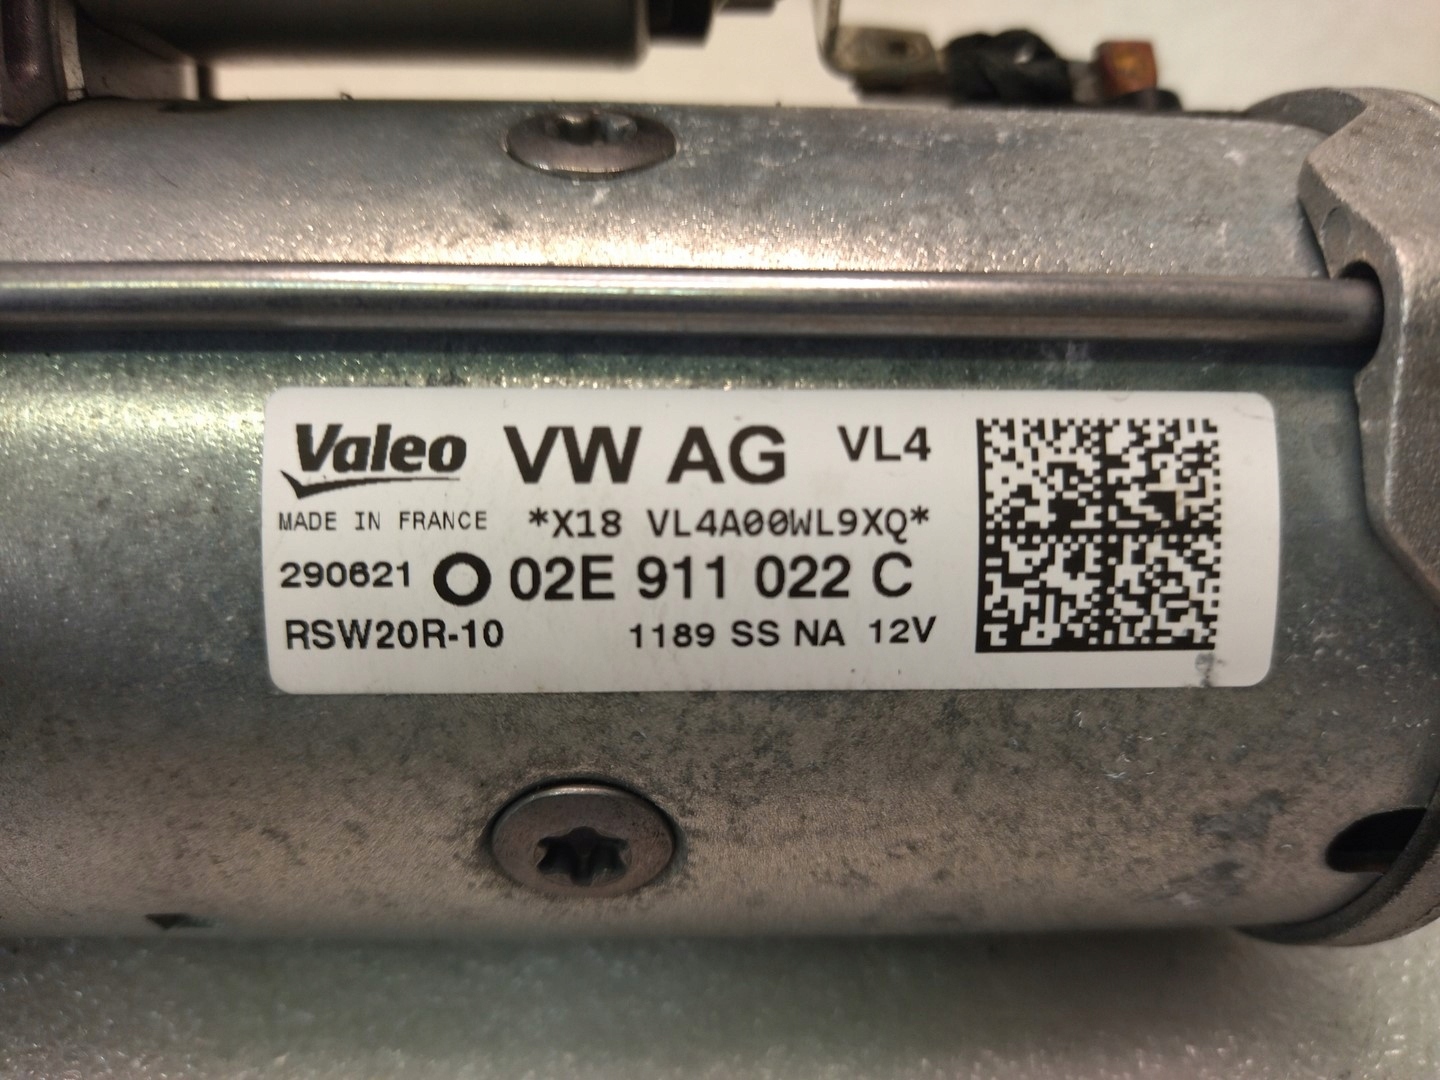 Valeo VW AG VL4
MADE IN FRANCE *X18 VL4A00WL9XQ*
290621 O 02E 911 022 C
RSW20R-10 1189 SS NA 12V